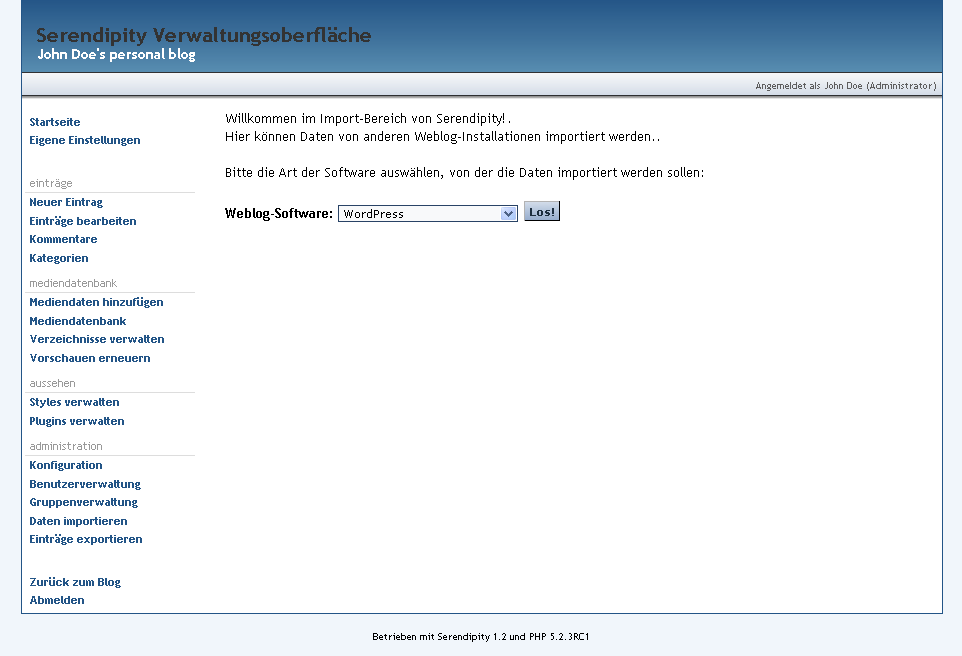 Serendipity Verwaltungsoberfläche
John Doe's personal blog
Angemeldet als John Doe (Administrator)
Startseite
Eigene Einstellungen
einträge
Neuer Eintrag
Einträge bearbeiten
Kommentare
Kategorien
mediendatenbank
Mediendaten hinzufügen
Mediendatenbank
Verzeichnisse verwalten
Vorschauen erneuern
aussehen
Styles verwalten
Plugins verwalten
administration
Konfiguration
Benutzerverwaltung
Gruppenverwaltung
Daten importieren
Einträge exportieren
Zurück zum Blog
Abmelden
Willkommen im Import-Bereich von Serendipity!.
Hier können Daten von anderen Weblog-Installationen importiert werden..
Bitte die Art der Software auswählen, von der die Daten importiert werden sollen:
Weblog-Software: WordPress Los!
Betrieben mit Serendipity 1.2 und PHP 5.2.3RC1